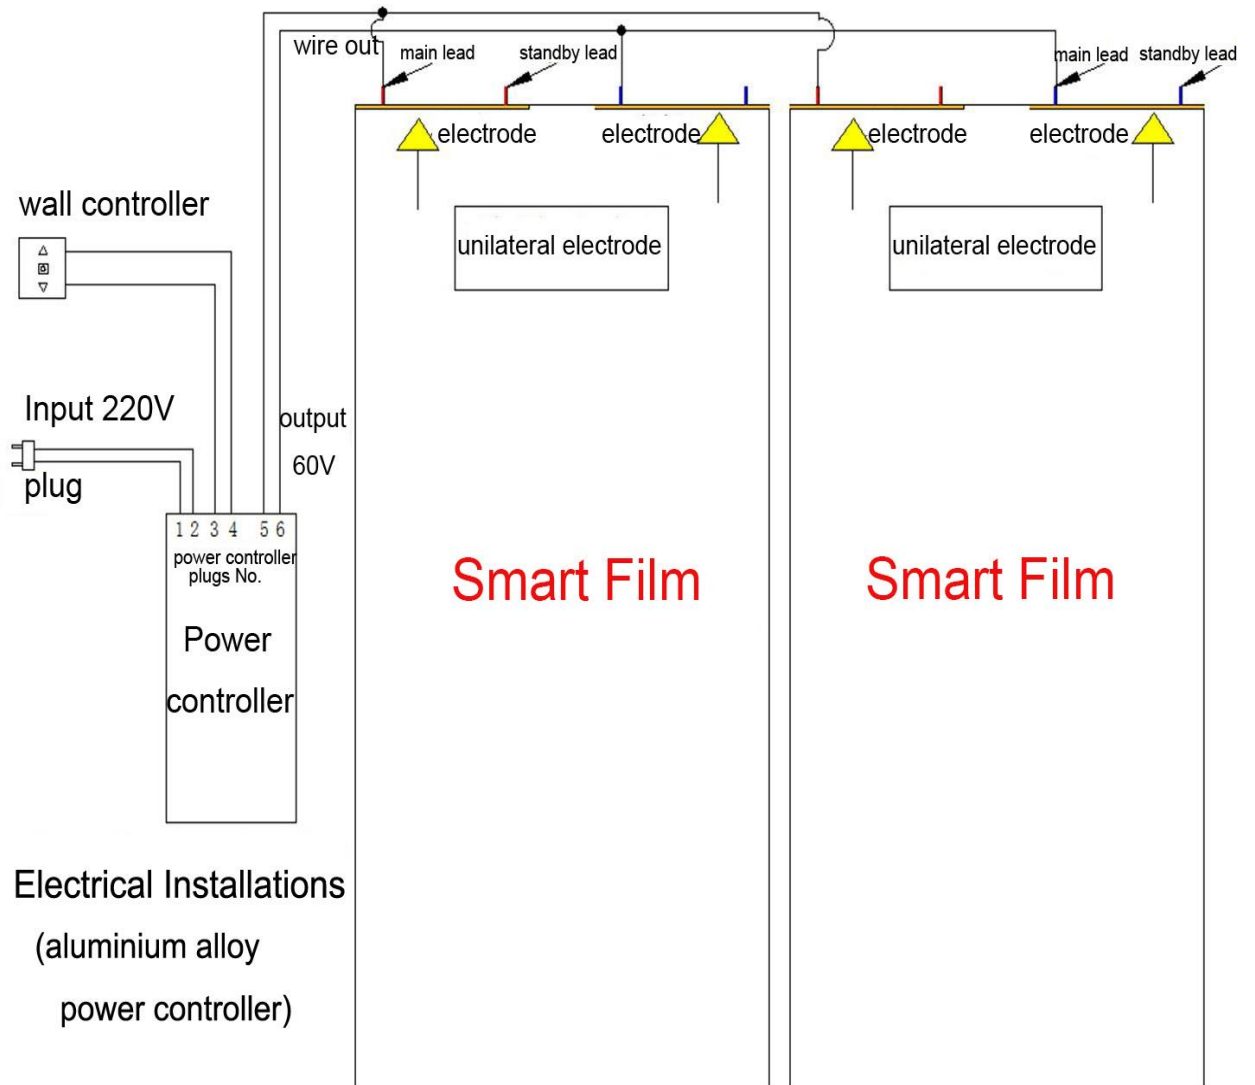 wire out
main lead
standby lead
main lead
standby lead
electrode
electrode
electrode
electrode
wall controller
unilateral electrode
unilateral electrode
Input 220V
output
60V
plug
1 2 3 4 5 6
power controller
plugs No.
Smart Film
Smart Film
Power
controller
Electrical Installations
(aluminium alloy
power controller)